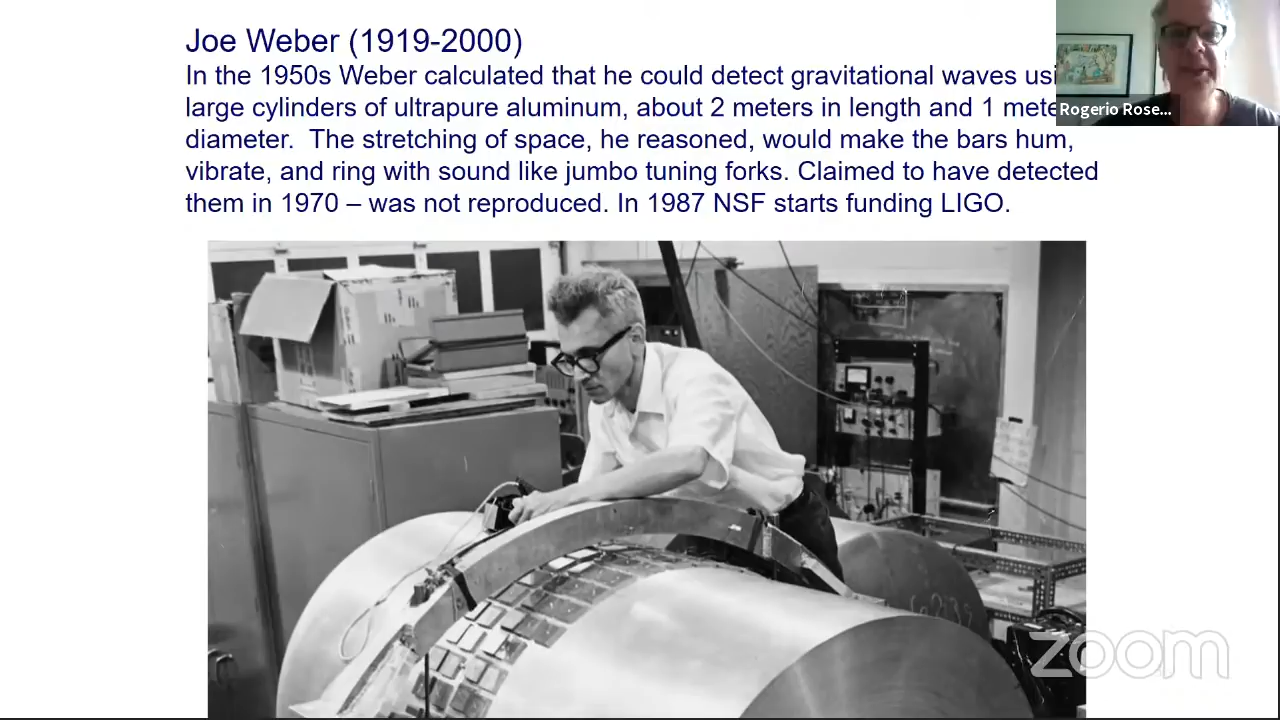 Joe Weber (1919-2000)
In the 1950s Weber calculated that he could detect gravitational waves
large cylinders of ultrapure aluminum, about 2 meters in length and 1
diameter.  The stretching of space, he reasoned, would make the bars hum,
vibrate, and ring with sound like jumbo tuning forks. Claimed to have detected
them in 1970 – was not reproduced. In 1987 NSF starts funding LIGO.
Rogerio Rose...
zoom